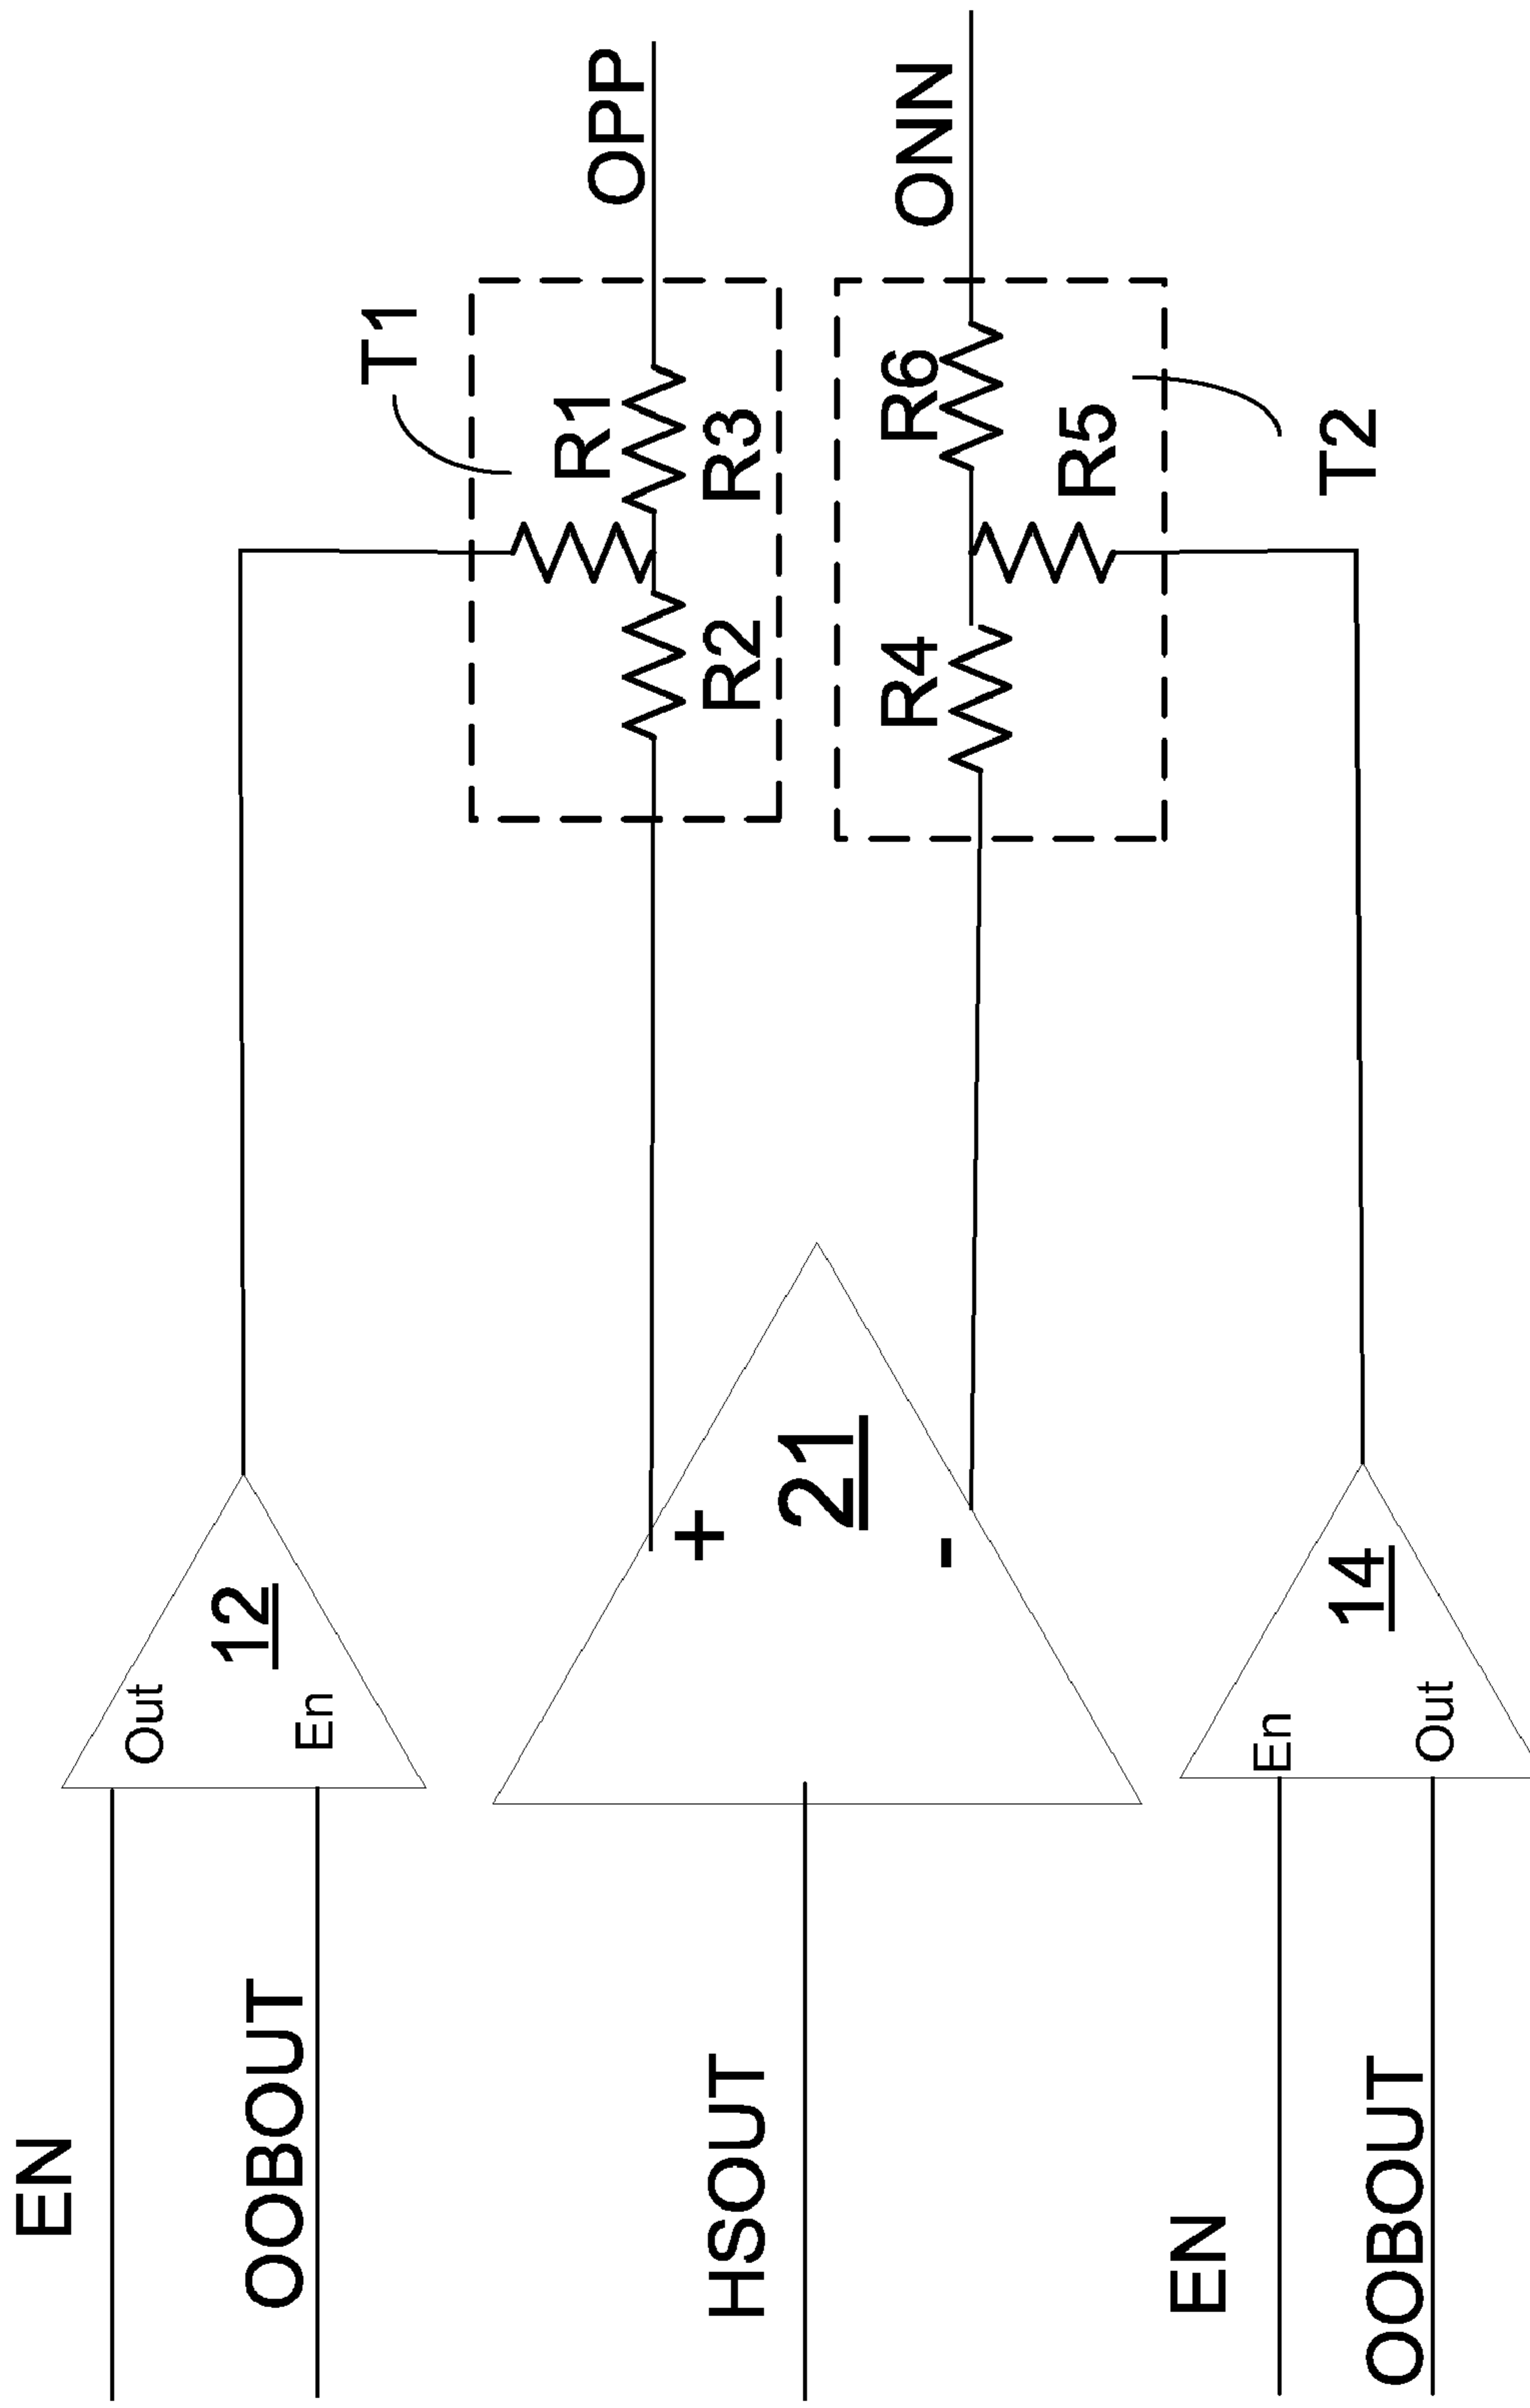 EN
Out
12
En
OOBOUT
T1
R1
R2
R3
OPP
HSOUT
+
21
-
R4
R6
ONN
R5
T2
EN
En
14
Out
OOBOUT